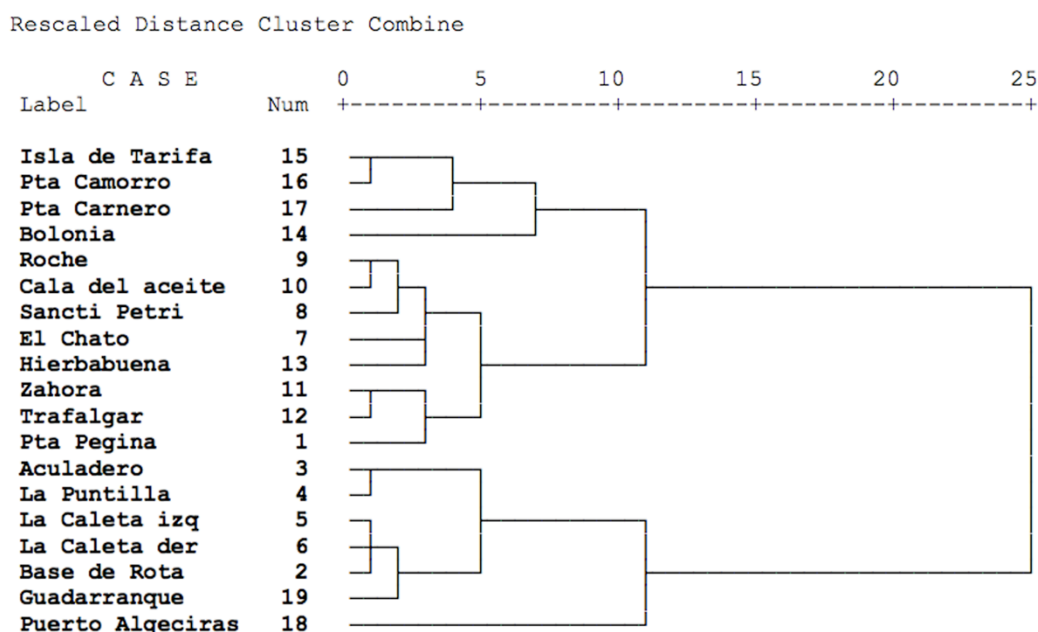 Rescaled Distance Cluster Combine
C A S E 0 5 10 15 20 25
Label Num +---------+---------+---------+---------+---------+
Isla de Tarifa 15
Pta Camorro 16
Pta Carnero 17
Bolonia 14
Roche 9
Cala del aceite 10
Sancti Petri 8
El Chato 7
Hierbabuena 13
Zahora 11
Trafalgar 12
Pta Pegina 1
Aculadero 3
La Puntilla 4
La Caleta izq 5
La Caleta der 6
Base de Rota 2
Guadarranque 19
Puerto Algeciras 18